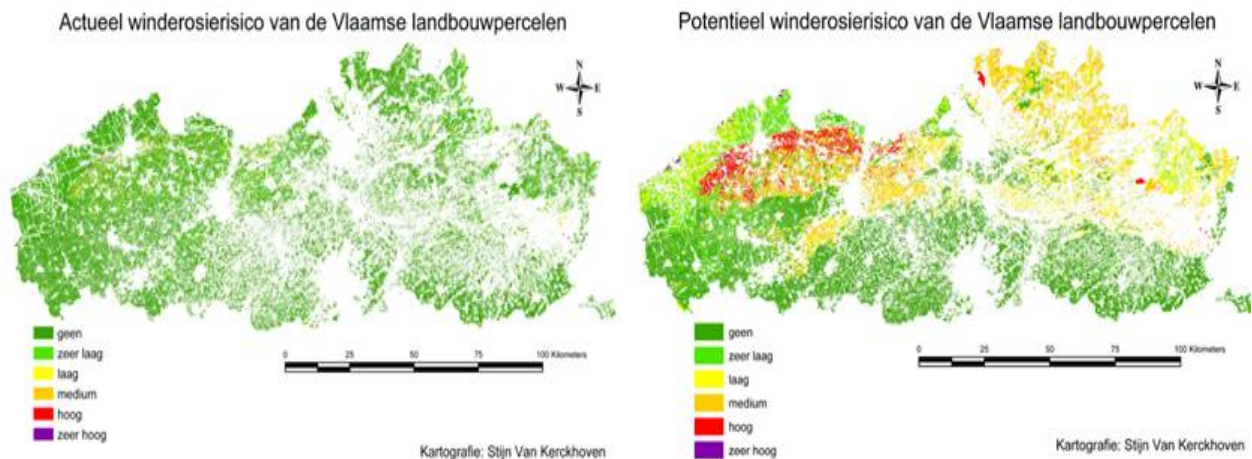 Actueel winderosierisico van de Vlaamse landbouwpercelen
N
W E
S
geen
zeer laag
laag
medium
hoog
zeer hoog
0 25 50 75 100 Kilometers
Kartografie: Stijn Van Kerckhoven
Potentieel winderosierisico van de Vlaamse landbouwpercelen
N
W E
S
geen
zeer laag
laag
medium
hoog
zeer hoog
0 25 50 75 100 Kilometers
Kartografie: Stijn Van Kerckhoven